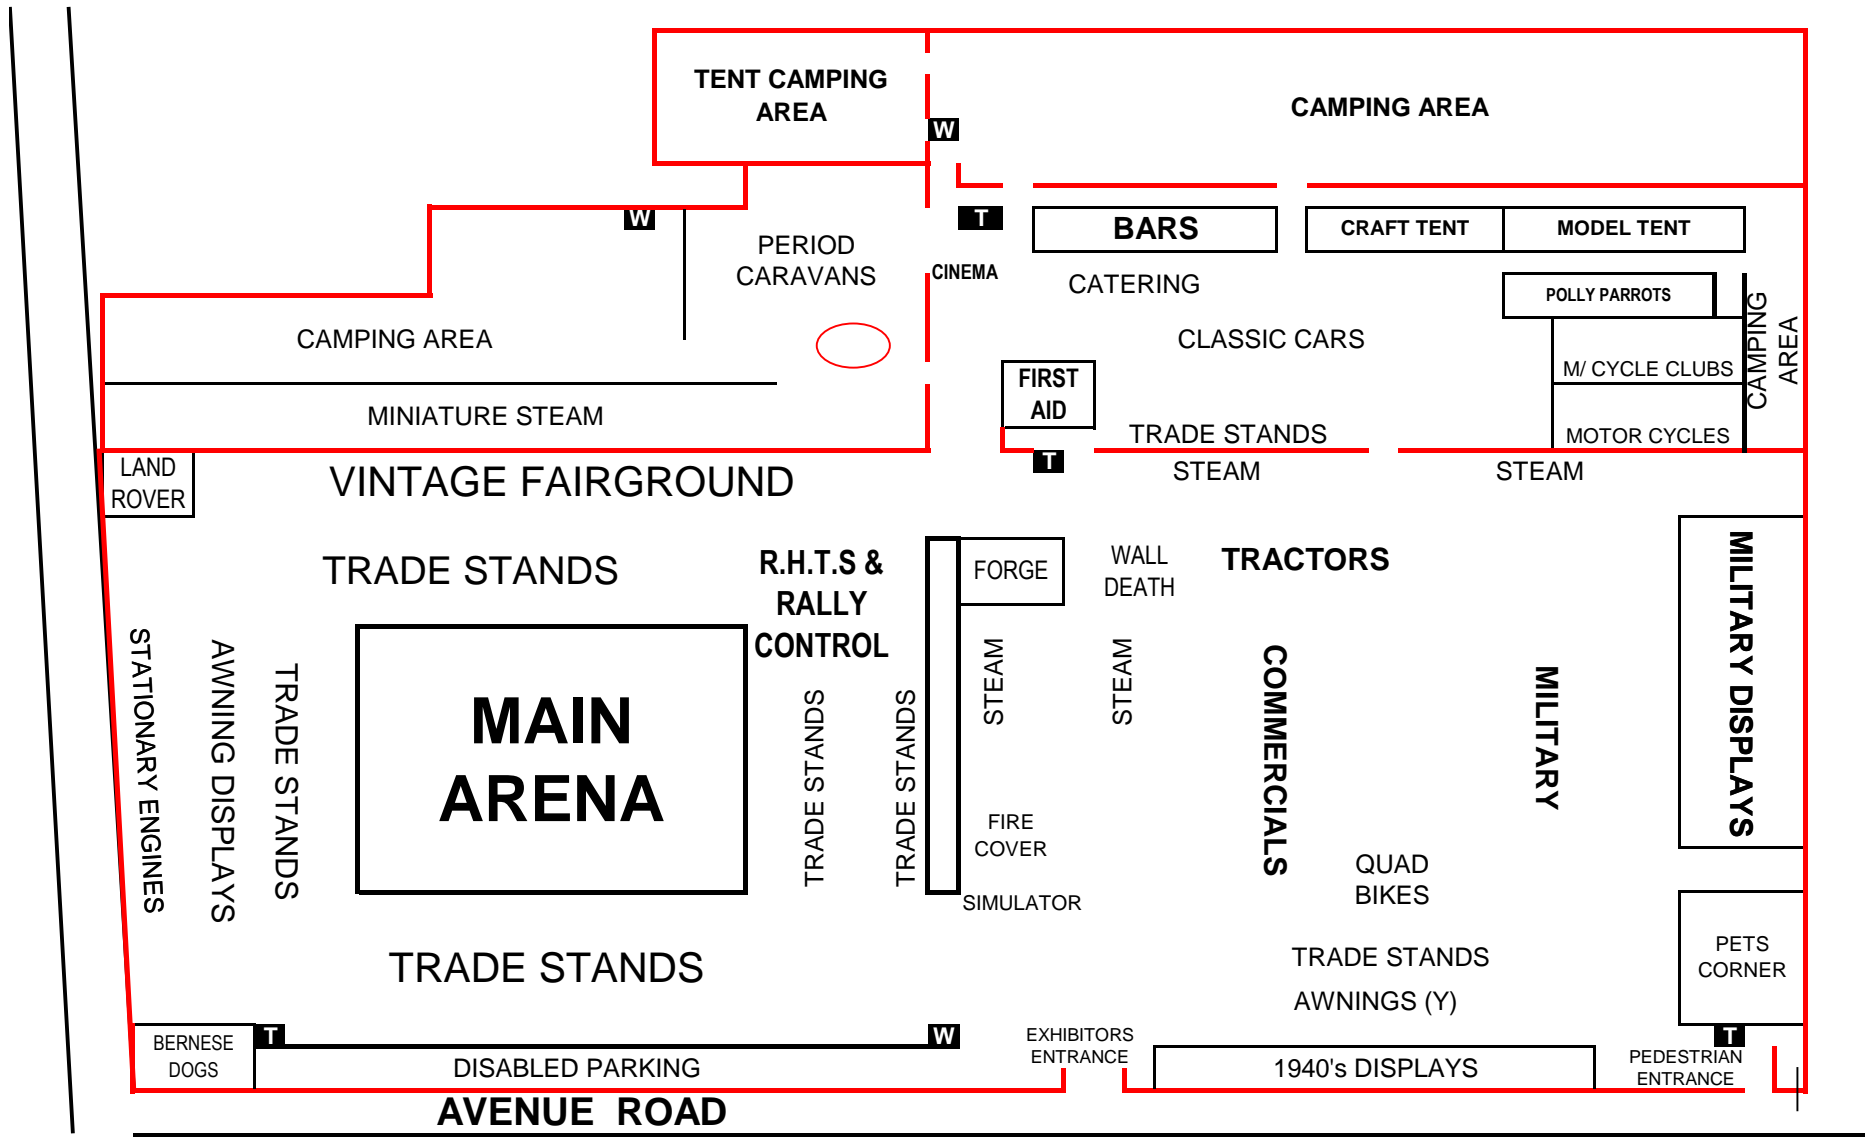 TENT CAMPING
AREA
CAMPING AREA
W
W
T
BARS
CRAFT TENT
MODEL TENT
PERIOD
CARAVANS
CINEMA
CATERING
POLLY PARROTS
CAMPING
AREA
CAMPING AREA
CLASSIC CARS
M/ CYCLE CLUBS
FIRST
AID
MINIATURE STEAM
TRADE STANDS
MOTOR CYCLES
LAND
ROVER
VINTAGE FAIRGROUND
T
STEAM
STEAM
TRADE STANDS
R.H.T.S &
RALLY
CONTROL
FORGE
WALL
DEATH
TRACTORS
MILITARY DISPLAYS
STATIONARY ENGINES
AWNING DISPLAYS
TRADE STANDS
MAIN
ARENA
TRADE STANDS
TRADE STANDS
STEAM
STEAM
COMMERCIALS
MILITARY
FIRE
COVER
QUAD
BIKES
SIMULATOR
TRADE STANDS
TRADE STANDS
AWNINGS (Y)
PETS
CORNER
BERNESE
DOGS
T
DISABLED PARKING
W
EXHIBITORS
ENTRANCE
1940's DISPLAYS
T
PEDESTRIAN
ENTRANCE
AVENUE ROAD